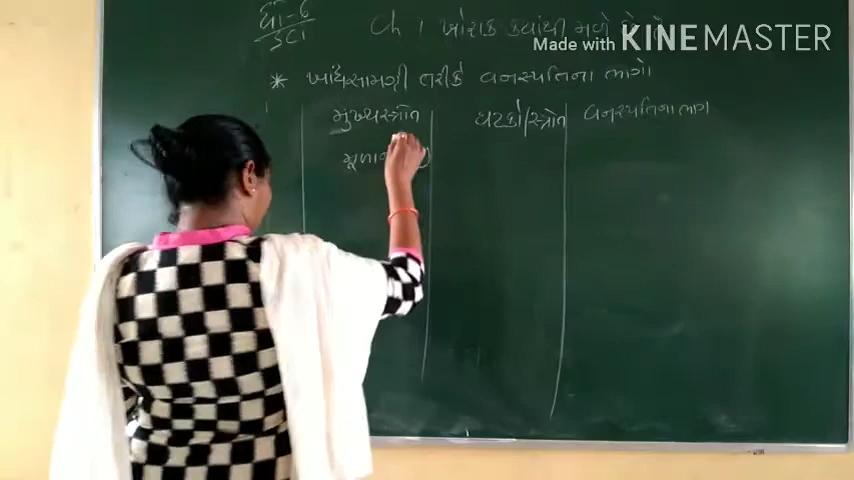 ધો-6
Ch 1 ખોરાક ક્યાંથી મળે છે
Made with KINEMASTER
* ખાદ્યસામગ્રી તરીકે વનસ્પતિના ભાગો
મુખ્યસ્ત્રોત ઘટકો/સ્ત્રોત વનસ્પતિના ભાગ